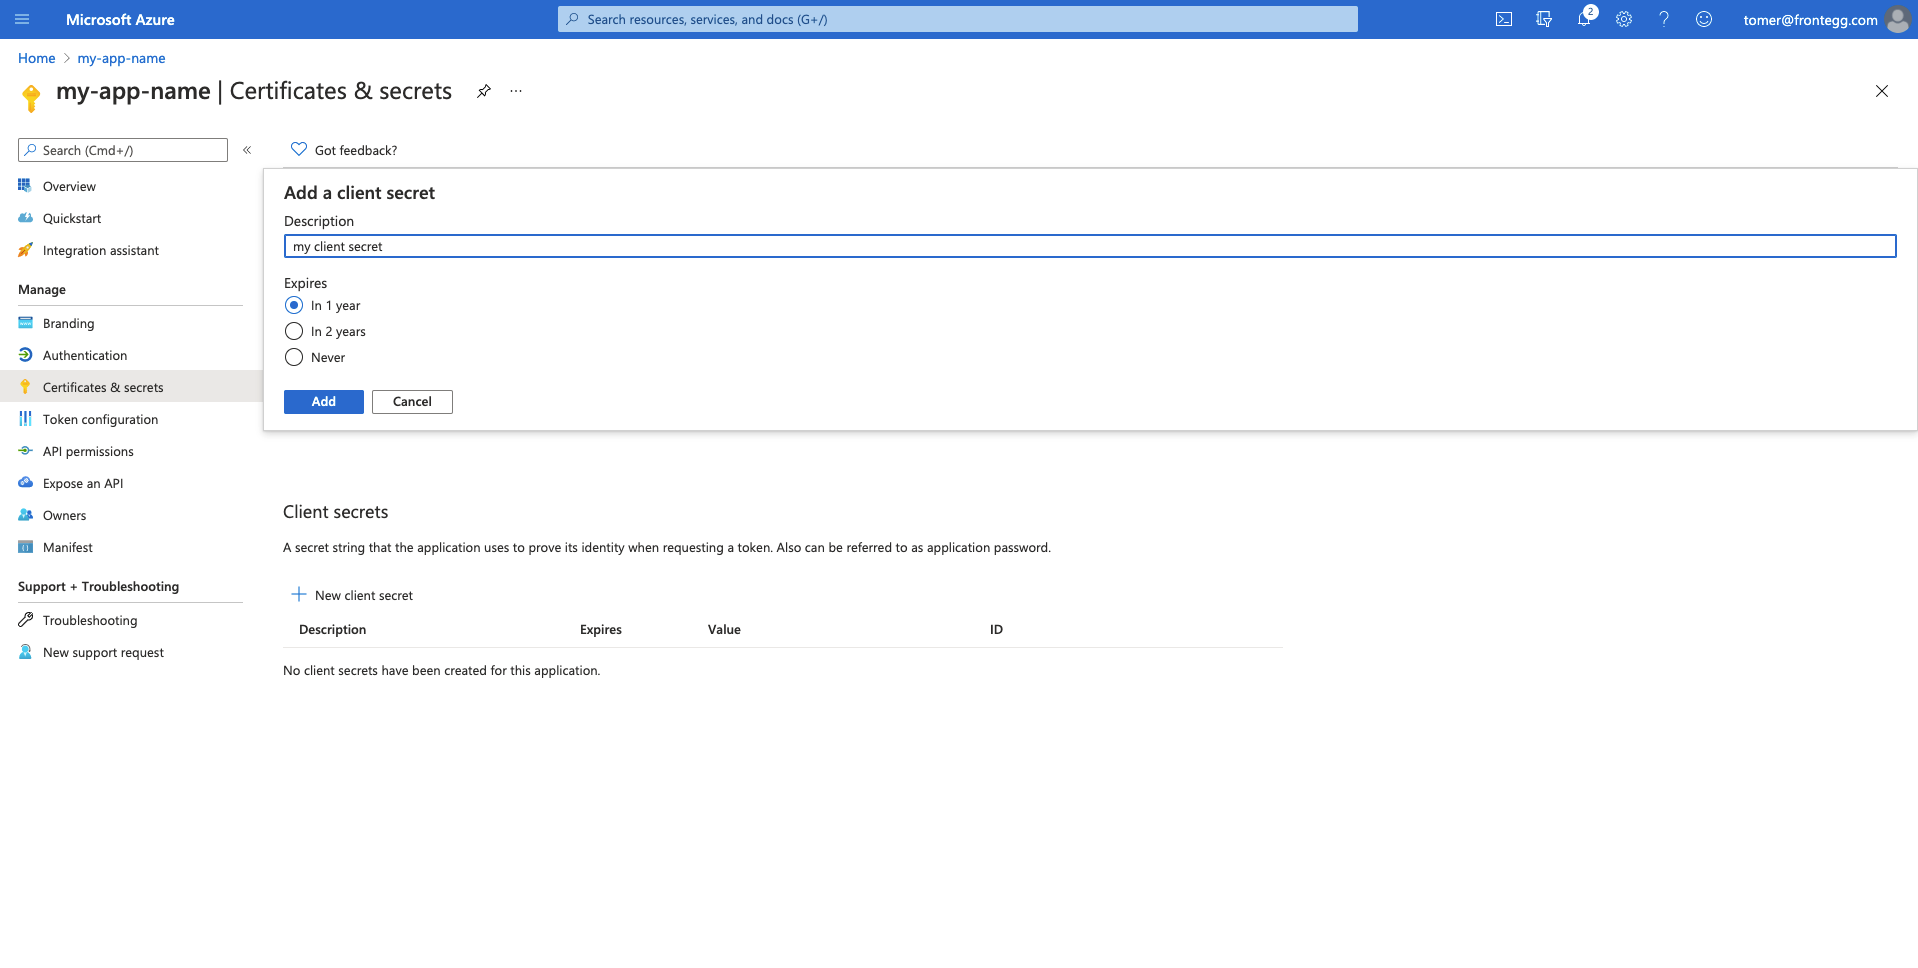 Microsoft Azure
Search resources, services, and docs (G+/)
2
tomer@frontegg.com
Home > my-app-name
my-app-name | Certificates & secrets
Search (Cmd+/)
Got feedback?
Overview
Quickstart
Integration assistant
Manage
Branding
Authentication
Certificates & secrets
Token configuration
API permissions
Expose an API
Owners
Manifest
Support + Troubleshooting
Troubleshooting
New support request
Add a client secret
Description
my client secret
Expires
In 1 year
In 2 years
Never
Add Cancel
Client secrets
A secret string that the application uses to prove its identity when requesting a token. Also can be referred to as application password.
New client secret
Description Expires Value ID
No client secrets have been created for this application.